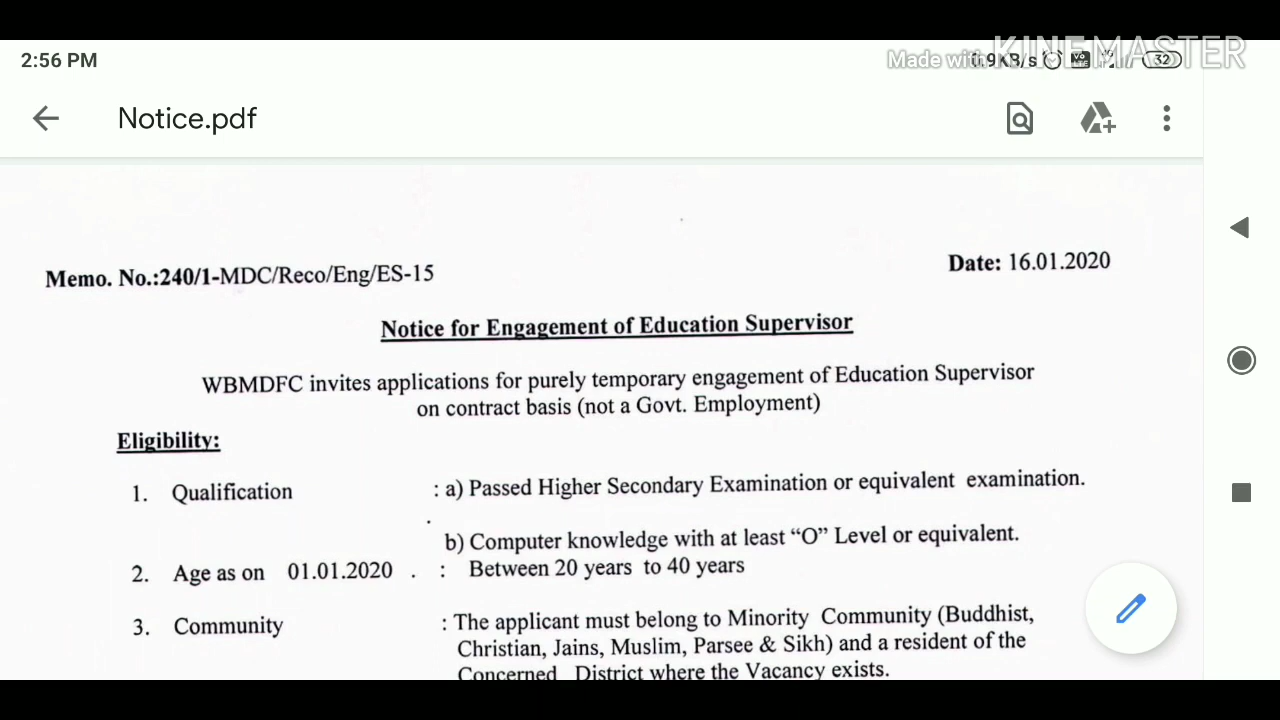 Made with KINEMASTER
2:56 PM 0.9KB/s 32
Notice.pdf
Memo. No.:240/1-MDC/Reco/Eng/ES-15 Date: 16.01.2020
Notice for Engagement of Education Supervisor
WBMDFC invites applications for purely temporary engagement of Education Supervisor
on contract basis (not a Govt. Employment)
Eligibility:
1. Qualification : a) Passed Higher Secondary Examination or equivalent examination.
b) Computer knowledge with at least “O” Level or equivalent.
2. Age as on 01.01.2020 . : Between 20 years to 40 years
3. Community : The applicant must belong to Minority Community (Buddhist,
Christian, Jains, Muslim, Parsee & Sikh) and a resident of the
Concerned District where the Vacancy exists.